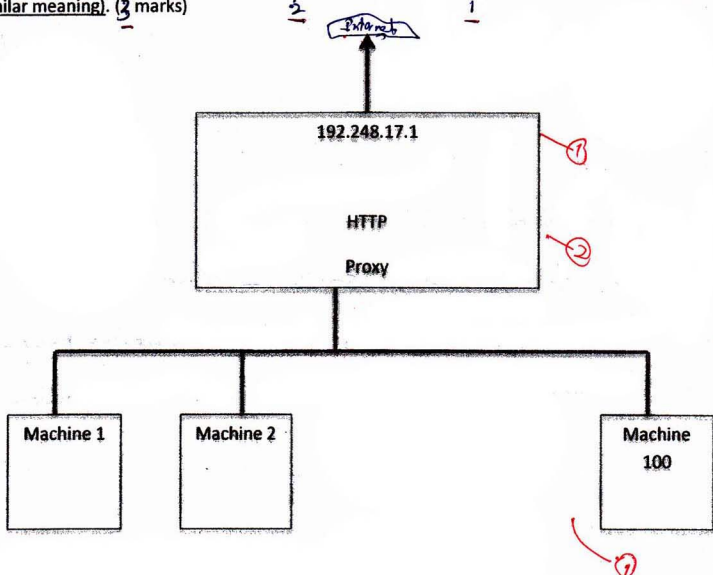 milar meaning). (3 marks)
2 1
Internet
192.248.17.1
1
HTTP
2
Proxy
Machine 1 Machine 2 Machine
100
1